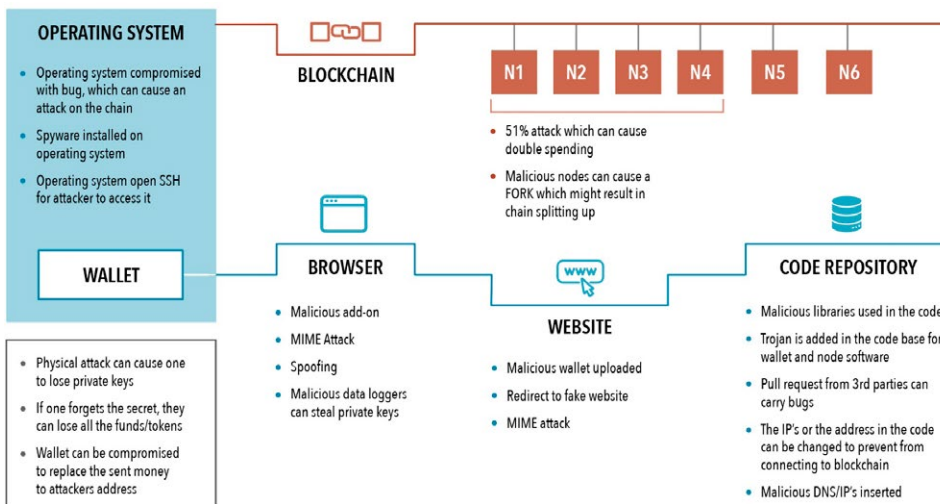 OPERATING SYSTEM
• Operating system compromised
with bug, which can cause an
attack on the chain
• Spyware installed on
operating system
• Operating system open SSH
for attacker to access it
WALLET
• Physical attack can cause one
to lose private keys
• If one forgets the secret, they
can lose all the funds/tokens
• Wallet can be compromised
to replace the sent money
to attackers address
BLOCKCHAIN
N1 N2 N3 N4 N5 N6
• 51% attack which can cause
double spending
• Malicious nodes can cause a
FORK which might result in
chain splitting up
BROWSER
• Malicious add-on
• MIME Attack
• Spoofing
• Malicious data loggers
can steal private keys
www
WEBSITE
• Malicious wallet uploaded
• Redirect to fake website
• MIME attack
CODE REPOSITORY
• Malicious libraries used in the code
• Trojan is added in the code base for
wallet and node software
• Pull request from 3rd parties can
carry bugs
• The IP's or the address in the code
can be changed to prevent from
connecting to blockchain
• Malicious DNS/IP's inserted